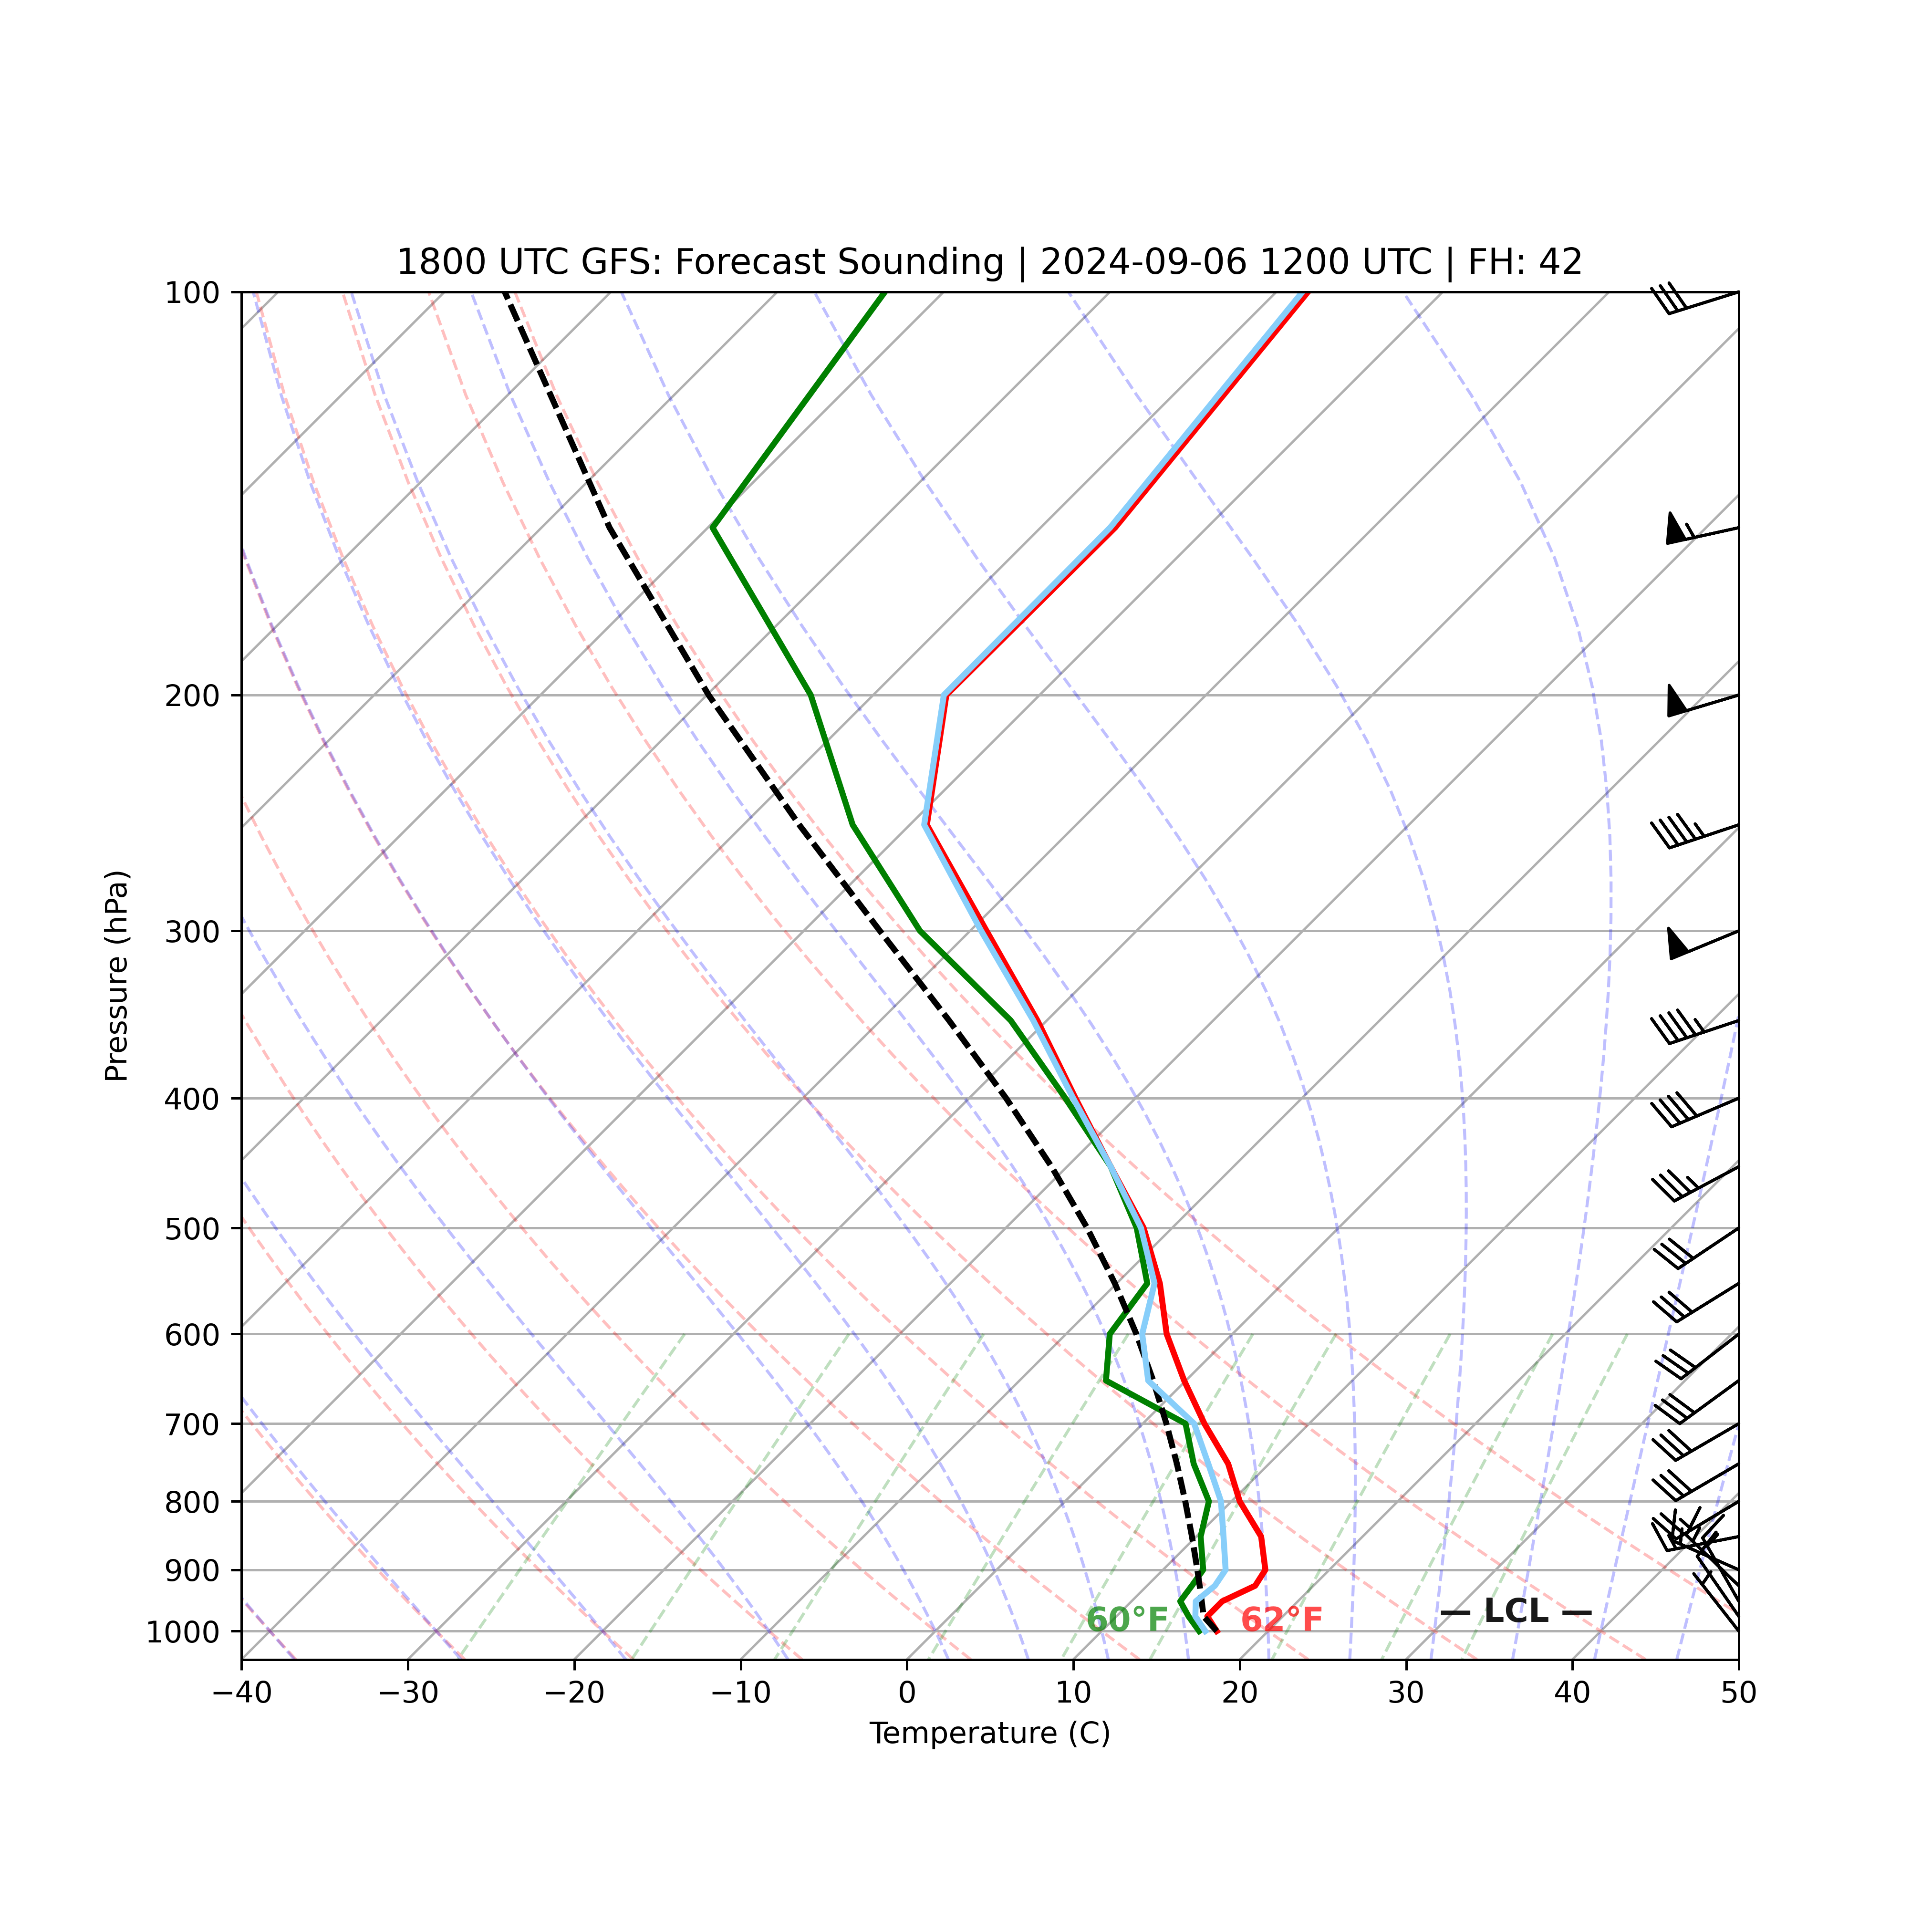 1800 UTC GFS: Forecast Sounding | 2024-09-06 1200 UTC | FH: 42
100
200
300
400
500
600
700
800
900
1000
Pressure (hPa)
60°F
62°F
— LCL —
−40 −30 −20 −10 0 10 20 30 40 50
Temperature (C)